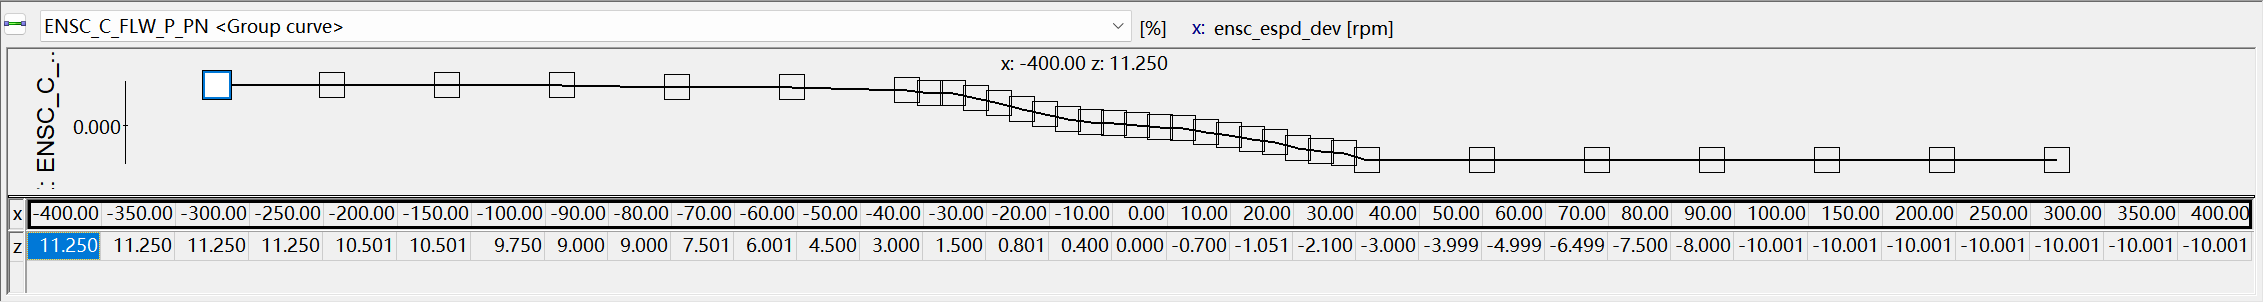 ENSC_C_FLW_P_PN <Group curve> [%] x: ensc_espd_dev [rpm]
x: -400.00 z: 11.250
: ENSC_C_.:
0.000
x -400.00 -350.00 -300.00 -250.00 -200.00 -150.00 -100.00 -90.00 -80.00 -70.00 -60.00 -50.00 -40.00 -30.00 -20.00 -10.00 0.00 10.00 20.00 30.00 40.00 50.00 60.00 70.00 80.00 90.00 100.00 150.00 200.00 250.00 300.00 350.00 400.00
z 11.250 11.250 11.250 11.250 10.501 10.501 9.750 9.000 9.000 7.501 6.001 4.500 3.000 1.500 0.801 0.400 0.000 -0.700 -1.051 -2.100 -3.000 -3.999 -4.999 -6.499 -7.500 -8.000 -10.001 -10.001 -10.001 -10.001 -10.001 -10.001 -10.001